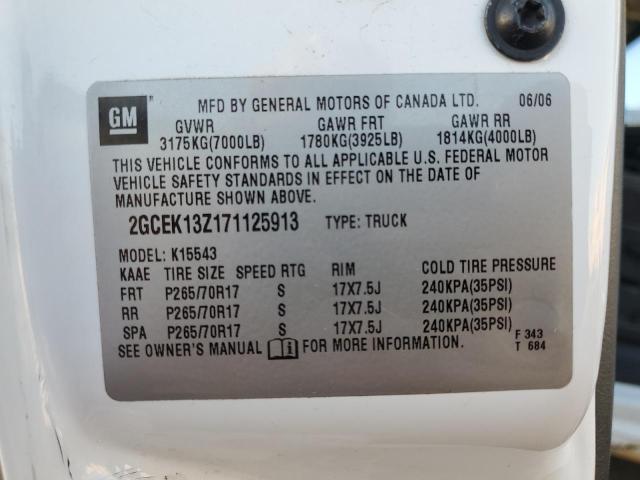 GM
MFD BY GENERAL MOTORS OF CANADA LTD. 06/06
GVWR GAWR FRT GAWR RR
3175KG(7000LB) 1780KG(3925LB) 1814KG(4000LB)
THIS VEHICLE CONFORMS TO ALL APPLICABLE U.S. FEDERAL MOTOR
VEHICLE SAFETY STANDARDS IN EFFECT ON THE DATE OF
MANUFACTURE SHOWN ABOVE.
2GCEK13Z171125913 TYPE: TRUCK
MODEL: K15543
KAAE TIRE SIZE SPEED RTG RIM COLD TIRE PRESSURE
FRT P265/70R17 S 17X7.5J 240KPA(35PSI)
RR P265/70R17 S 17X7.5J 240KPA(35PSI)
SPA P265/70R17 S 17X7.5J 240KPA(35PSI)
SEE OWNER'S MANUAL i FOR MORE INFORMATION.
F 343
T 684